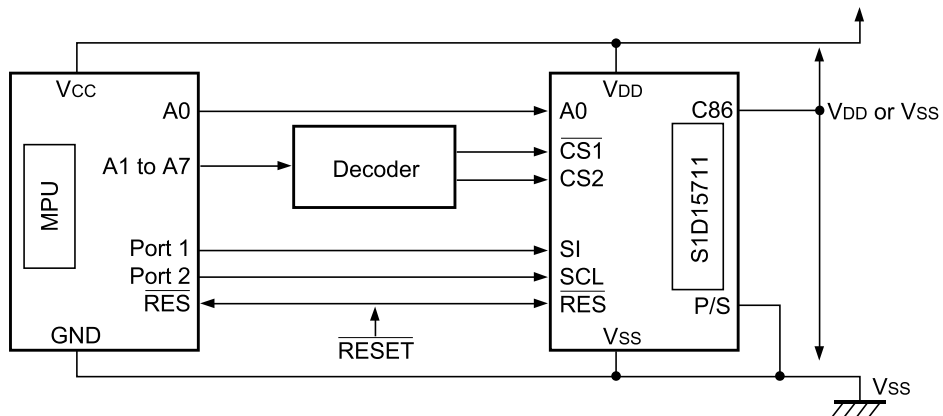 VCC
A0
A1 to A7
MPU
Port 1
Port 2
RES
GND
Decoder
RESET
VDD
A0
CS1
CS2
SI
SCL
RES
VSS
C86
S1D15711
P/S
VDD or VSS
VSS